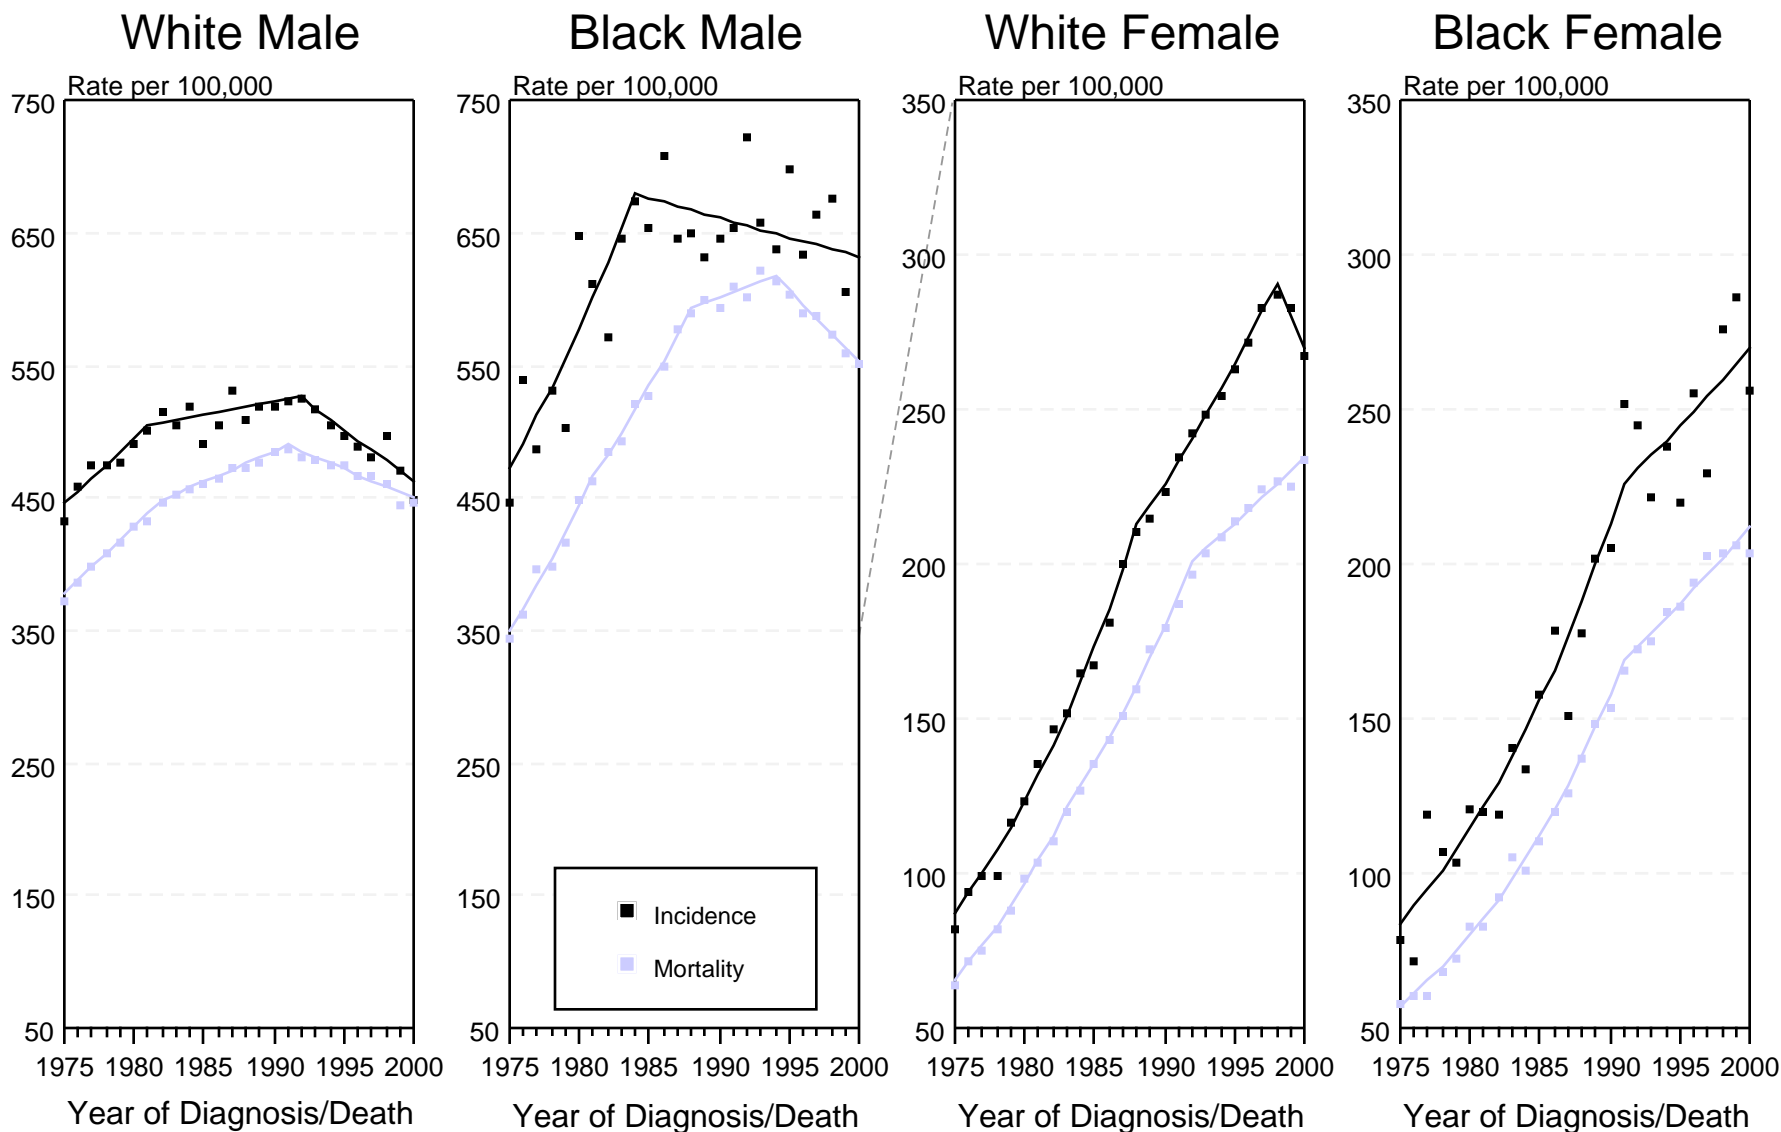 White Male
Black Male
White Female
Black Female
Rate per 100,000
Rate per 100,000
Rate per 100,000
Rate per 100,000
750
650
550
450
350
250
150
50
750
650
550
450
350
250
150
50
350
300
250
200
150
100
50
350
300
250
200
150
100
50
Incidence
Mortality
1975 1980 1985 1990 1995 2000
1975 1980 1985 1990 1995 2000
1975 1980 1985 1990 1995 2000
1975 1980 1985 1990 1995 2000
Year of Diagnosis/Death
Year of Diagnosis/Death
Year of Diagnosis/Death
Year of Diagnosis/Death